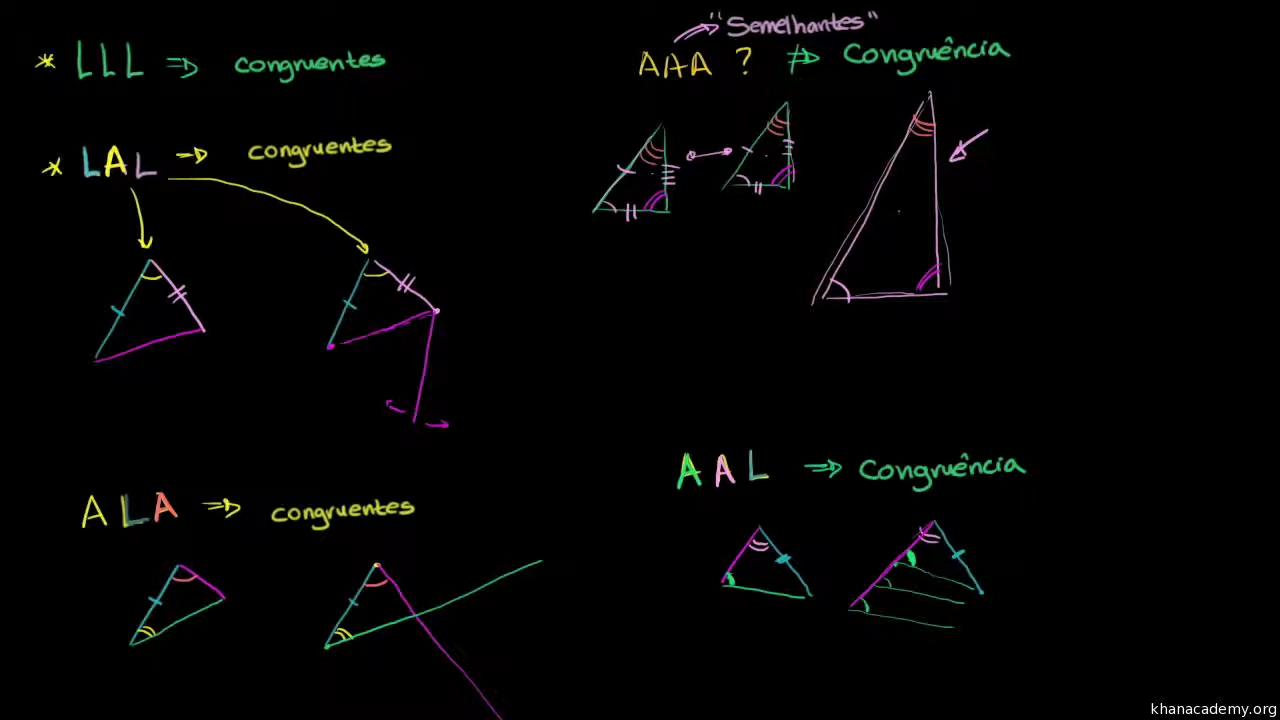 * LLL ⇒ congruentes
* LAL → congruentes
ALA ⇒ congruentes
"Semelhantes"
AAA ? ⇏ Congruência
AAL ⇒ Congruência
khanacademy.org